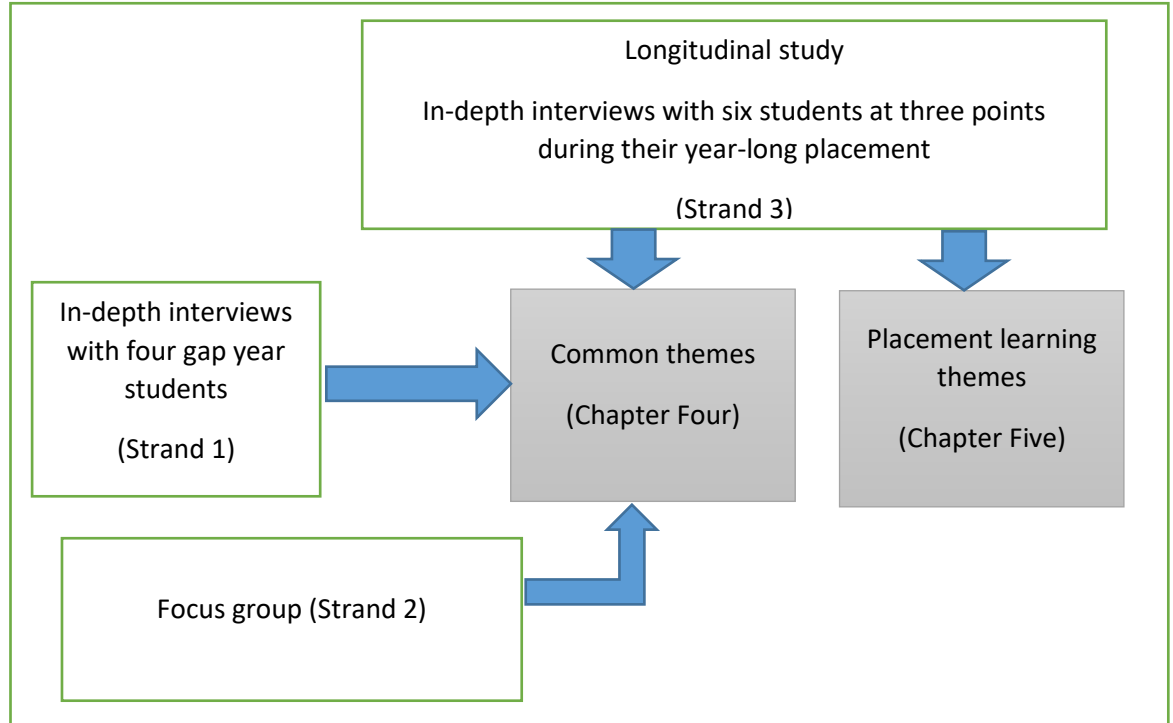 Longitudinal study
In-depth interviews with six students at three points
during their year-long placement
(Strand 3)
In-depth interviews
with four gap year
students
(Strand 1)
Common themes
(Chapter Four)
Placement learning
themes
(Chapter Five)
Focus group (Strand 2)